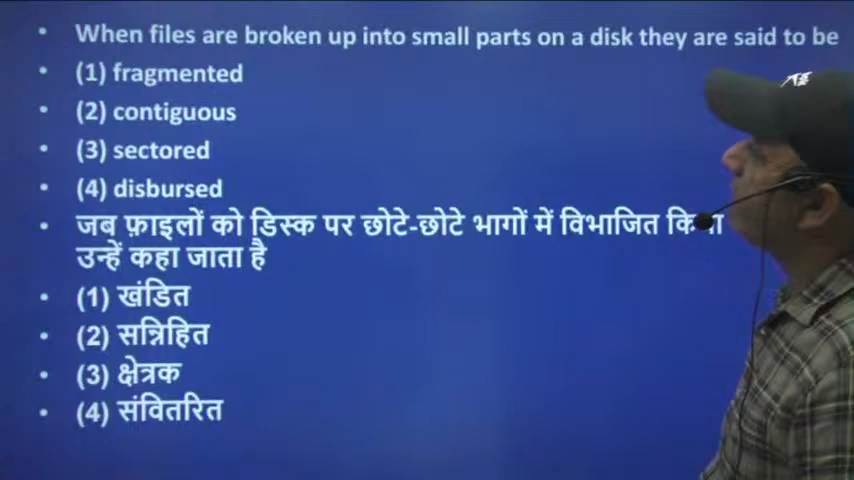 When files are broken up into small parts on a disk they are said to be
(1) fragmented
(2) contiguous
(3) sectored
(4) disbursed
जब फ़ाइलों को डिस्क पर छोटे-छोटे भागों में विभाजित
उन्हें कहा जाता है
(1) खंडित
(2) सन्निहित
(3) क्षेत्रक
(4) संवितरित